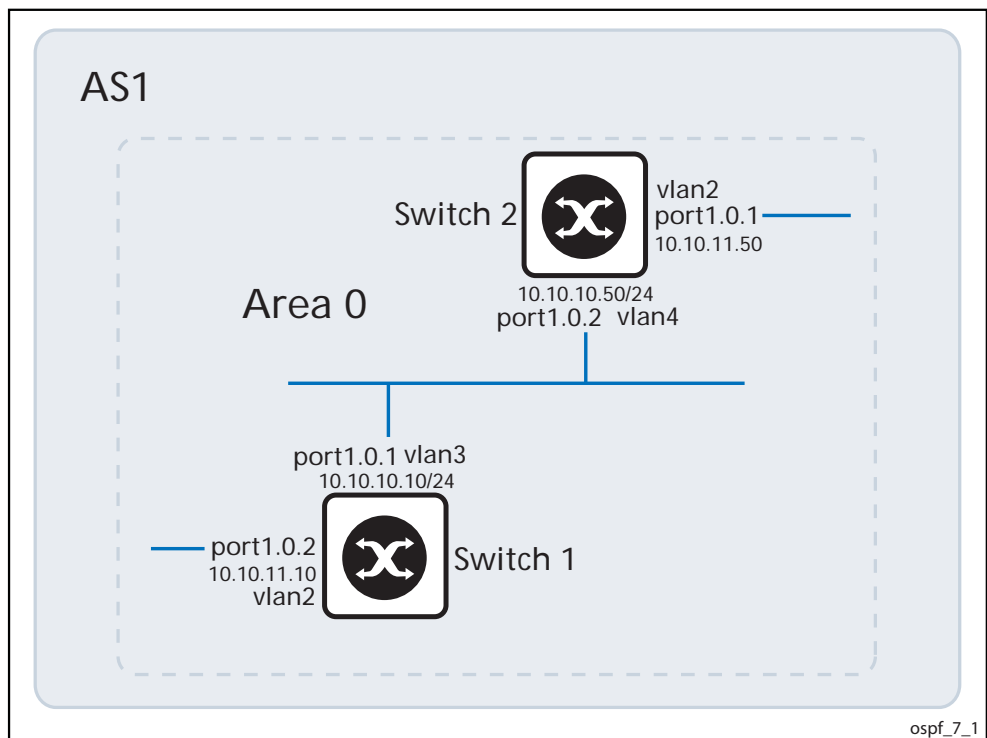 AS1
vlan2
Switch 2
port1.0.1
10.10.11.50
10.10.10.50/24
Area 0
port1.0.2 vlan4
port1.0.1 vlan3
10.10.10.10/24
port1.0.2
Switch 1
10.10.11.10
vlan2
ospf_7_1